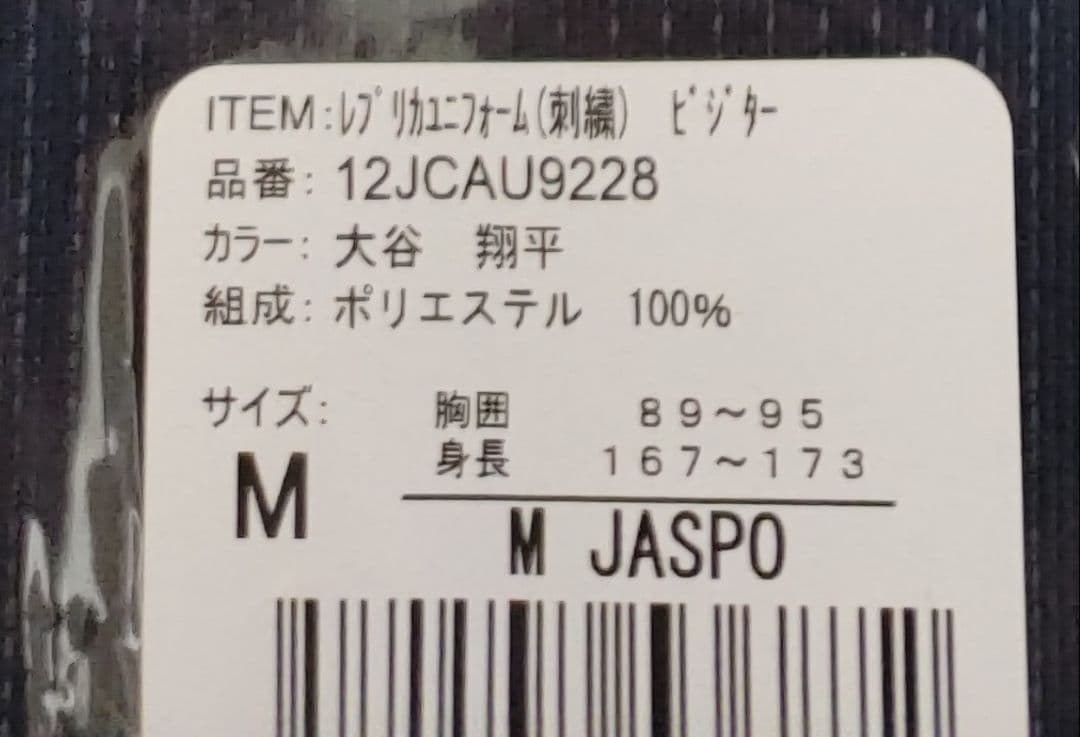 ITEM:ﾚﾌﾟﾘｶﾕﾆﾌｫｰﾑ(刺繍)　ﾋﾞｼﾞﾀｰ
品番: 12JCAU9228
カラー: 大谷　翔平
組成: ポリエステル　100%
サイズ: 胸囲 ８９～９５
身長 １６７～１７３
M
M JASPO